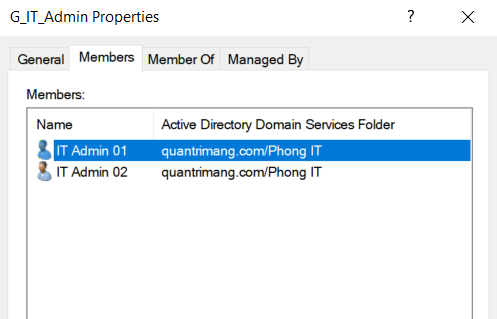 G_IT_Admin Properties ? ×
General Members Member Of Managed By
Members:
Name Active Directory Domain Services Folder
IT Admin 01 quantrimang.com/Phong IT
IT Admin 02 quantrimang.com/Phong IT